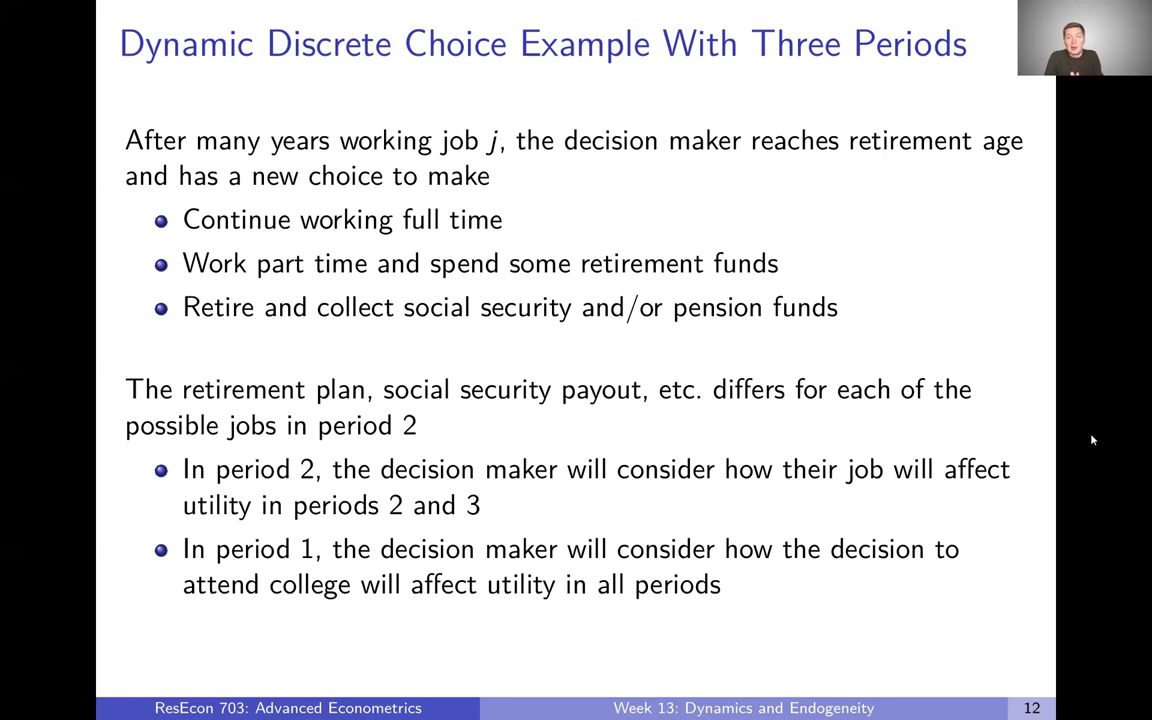 Dynamic Discrete Choice Example With Three Periods
After many years working job j, the decision maker reaches retirement age
and has a new choice to make
Continue working full time
Work part time and spend some retirement funds
Retire and collect social security and/or pension funds
The retirement plan, social security payout, etc. differs for each of the
possible jobs in period 2
In period 2, the decision maker will consider how their job will affect
utility in periods 2 and 3
In period 1, the decision maker will consider how the decision to
attend college will affect utility in all periods
ResEcon 703: Advanced Econometrics
Week 13: Dynamics and Endogeneity
12